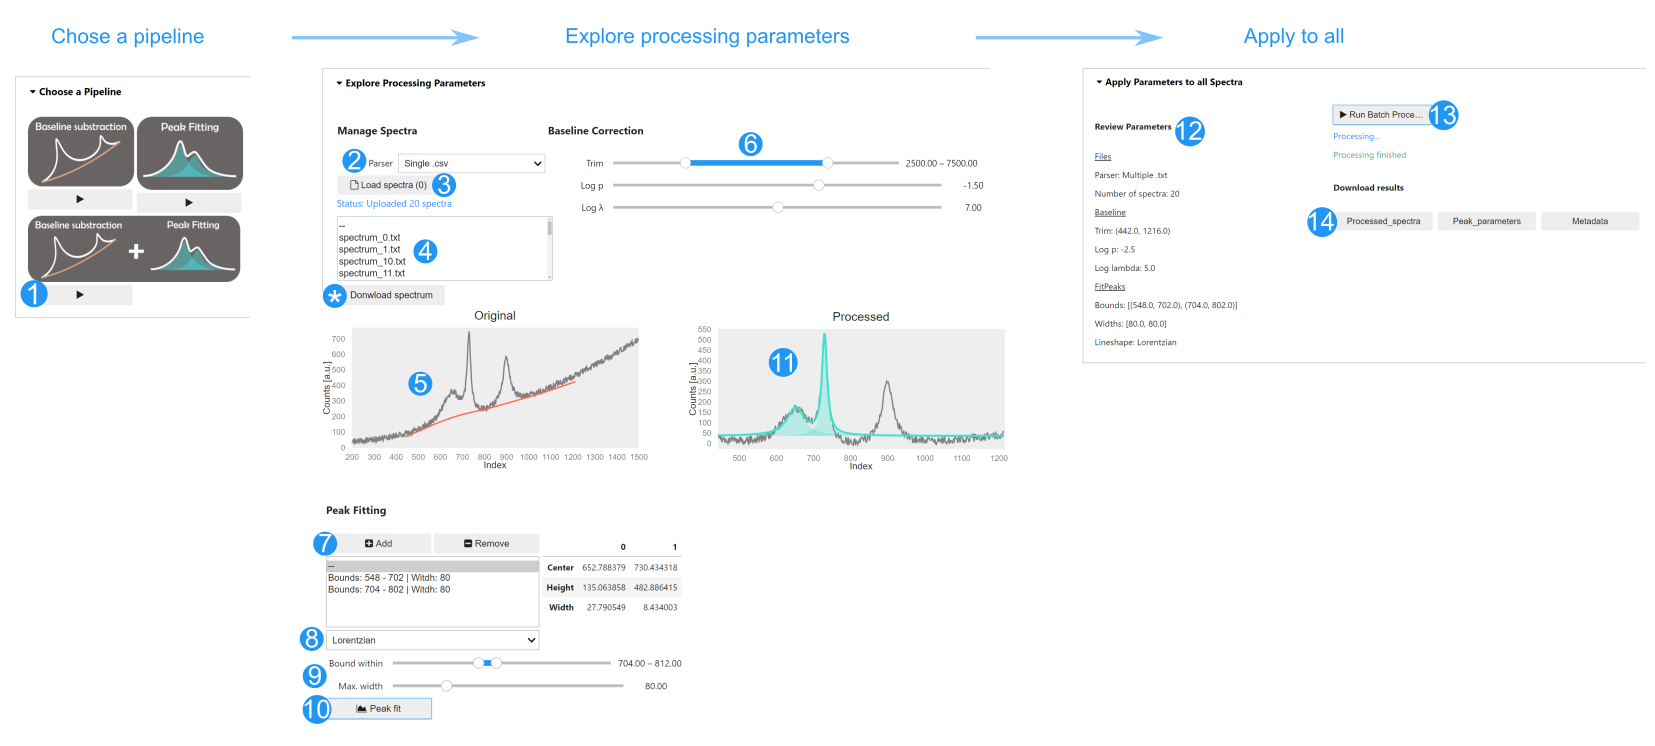 Chose a pipeline
Explore processing parameters
Apply to all
Choose a Pipeline
Baseline substraction
Peak Fitting
Baseline substraction
+
Peak Fitting
1
Explore Processing Parameters
Manage Spectra
2
Parser
Single .csv
Load spectra (0)
3
Status: Uploaded 20 spectra
--
spectrum_0.txt
spectrum_1.txt
spectrum_10.txt
spectrum_11.txt
4
*
Donwload spectrum
Baseline Correction
6
Trim
2500.00 – 7500.00
Log p
-1.50
Log λ
7.00
Original
5
Counts [a.u.]
700
600
500
400
300
200
100
0
200 300 400 500 600 700 800 900 1000 1100 1200 1300 1400 1500
Index
Processed
11
Counts [a.u.]
550
500
450
400
350
300
250
200
150
100
50
0
500 600 700 800 900 1000 1100 1200
Index
Peak Fitting
7
Add
Remove
--
Bounds: 548 - 702 | Witdh: 80
Bounds: 704 - 802 | Witdh: 80
0 1
Center 652.788379 730.434318
Height 135.063858 482.886415
Width 27.790549 8.434003
8
Lorentzian
9
Bound within
704.00 – 812.00
Max. width
80.00
10
Peak fit
Apply Parameters to all Spectra
Review Parameters
12
Files
Parser: Multiple .txt
Number of spectra: 20
Baseline
Trim: (442.0, 1216.0)
Log p: -2.5
Log lambda: 5.0
FitPeaks
Bounds: [(548.0, 702.0), (704.0, 802.0)]
Widths: [80.0, 80.0]
Lineshape: Lorentzian
Run Batch Proce...
13
Processing...
Processing finished
Download results
14
Processed_spectra
Peak_parameters
Metadata